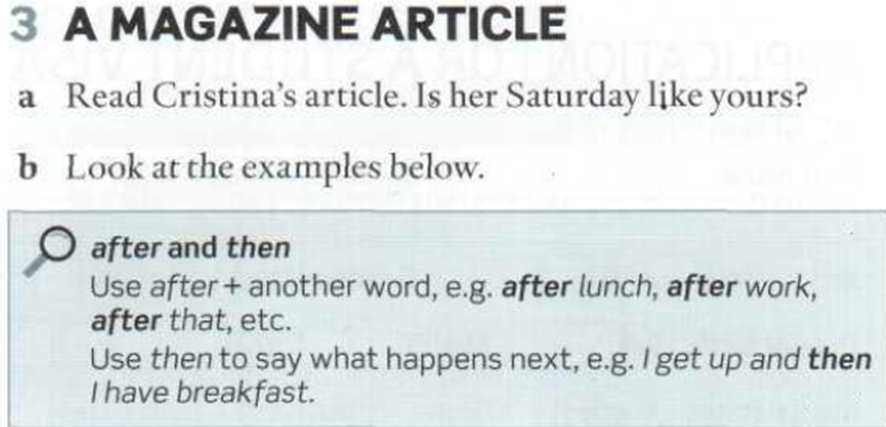 3 A MAGAZINE ARTICLE
a Read Cristina's article. Is her Saturday like yours?
b Look at the examples below.
after and then
Use after + another word, e.g. after lunch, after work,
after that, etc.
Use then to say what happens next, e.g. I get up and then
I have breakfast.